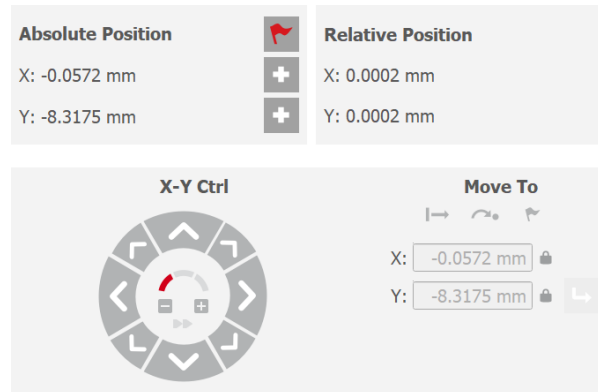 Absolute Position
X: -0.0572 mm
Y: -8.3175 mm
Relative Position
X: 0.0002 mm
Y: 0.0002 mm
X-Y Ctrl
Move To
X: -0.0572 mm
Y: -8.3175 mm